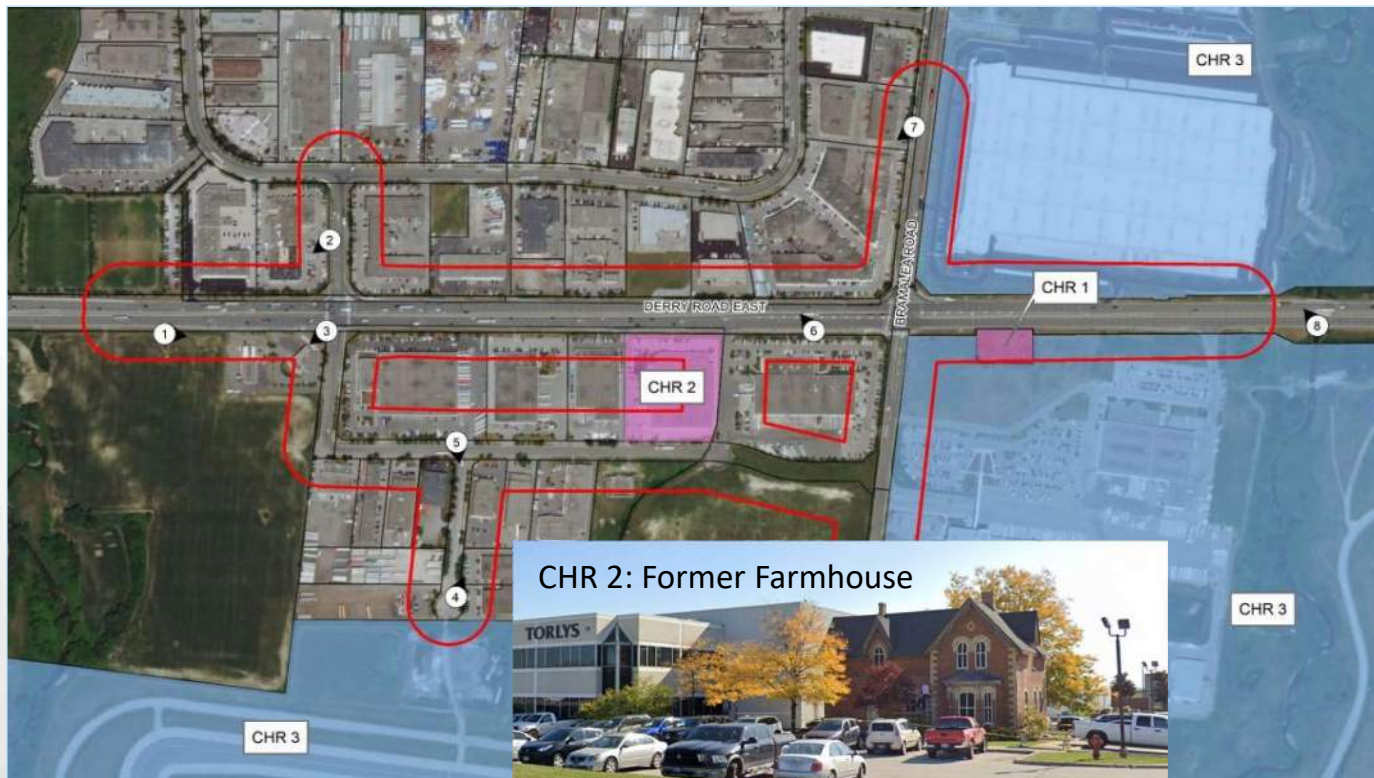 CHR 3
7
2
BRAMALEA ROAD
CHR 1
DERRY ROAD EAST
1
3
6
8
CHR 2
5
4
CHR 2: Former Farmhouse
TORLYS
CHR 3
CHR 3